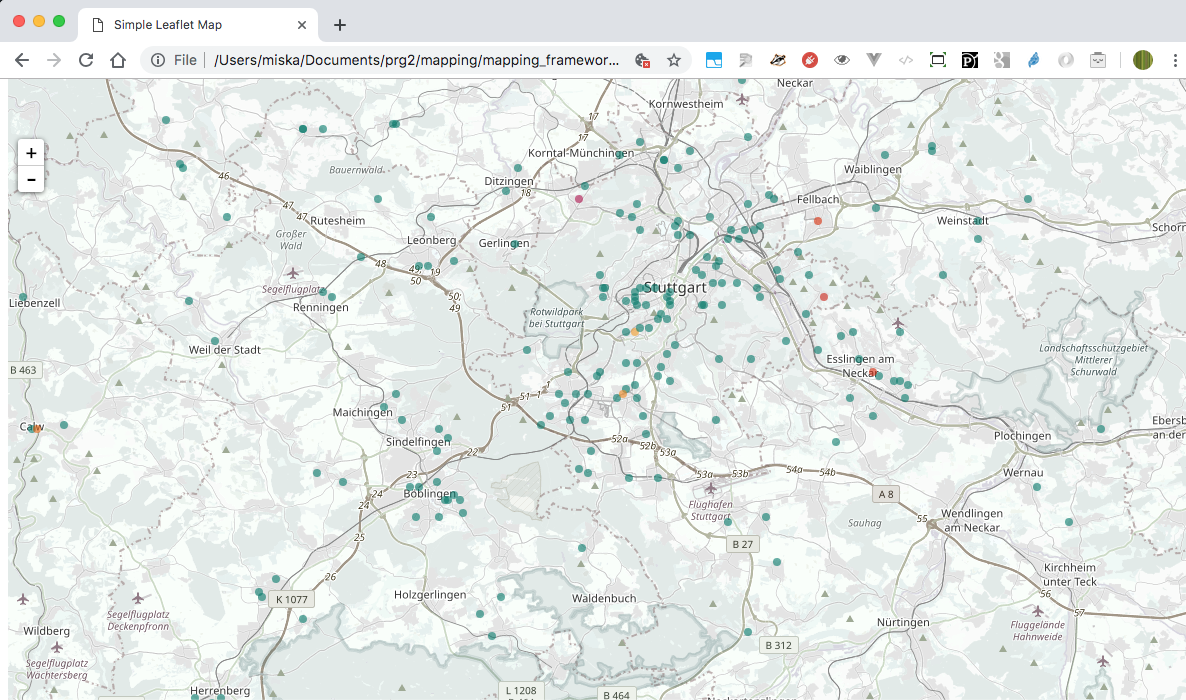 Simple Leaflet Map
File
/Users/miska/Documents/prg2/mapping/mapping_framewor...
+
-
Neckar
Kornwestheim
17
17
Korntal-Münchingen
Bauernwald
Waiblingen
46
Ditzingen
18
Fellbach
47
47
Rutesheim
Weinstadt
Schorn
Großer
Wald
Leonberg
Gerlingen
48
49;
50
19
Segelflugplatz
Stuttgart
50;
49
Liebenzell
Renningen
Rotwildpark
bei Stuttgart
Weil der Stadt
Landschaftsschutzgebiet
Mittlerer
Schurwald
Esslingen am
Neckar
B 463
51
51
1
Maichingen
Calw
Ebersb
an der
Sindelfingen
52a
52b
53a
Plochingen
22
23
53a
53b
54a
54b
Wernau
24
24
Böblingen
A 8
Flughafen
Stuttgart
Sauhag
55
Wendlingen
am Neckar
25
B 27
26
Kirchheim
unter Teck
56
K 1077
Holzgerlingen
Waldenbuch
57
Segelflugplatz
Deckenpfronn
Nürtingen
Fluggelände
Hahnweide
Wildberg
B 312
Segelflugplatz
Wächtersberg
Herrenberg
L 1208
B 464